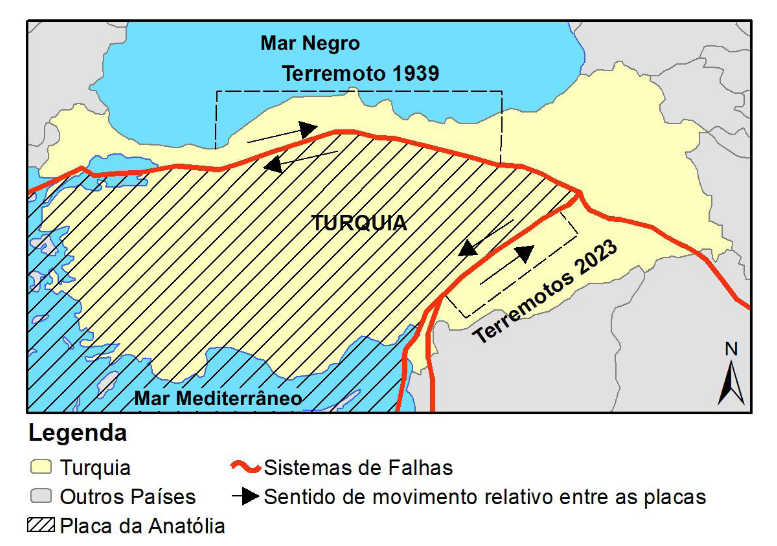 Mar Negro
Terremoto 1939
TURQUIA
Terremotos 2023
N
Mar Mediterrâneo
Legenda
Turquia
Sistemas de Falhas
Outros Países
Sentido de movimento relativo entre as placas
Placa da Anatólia